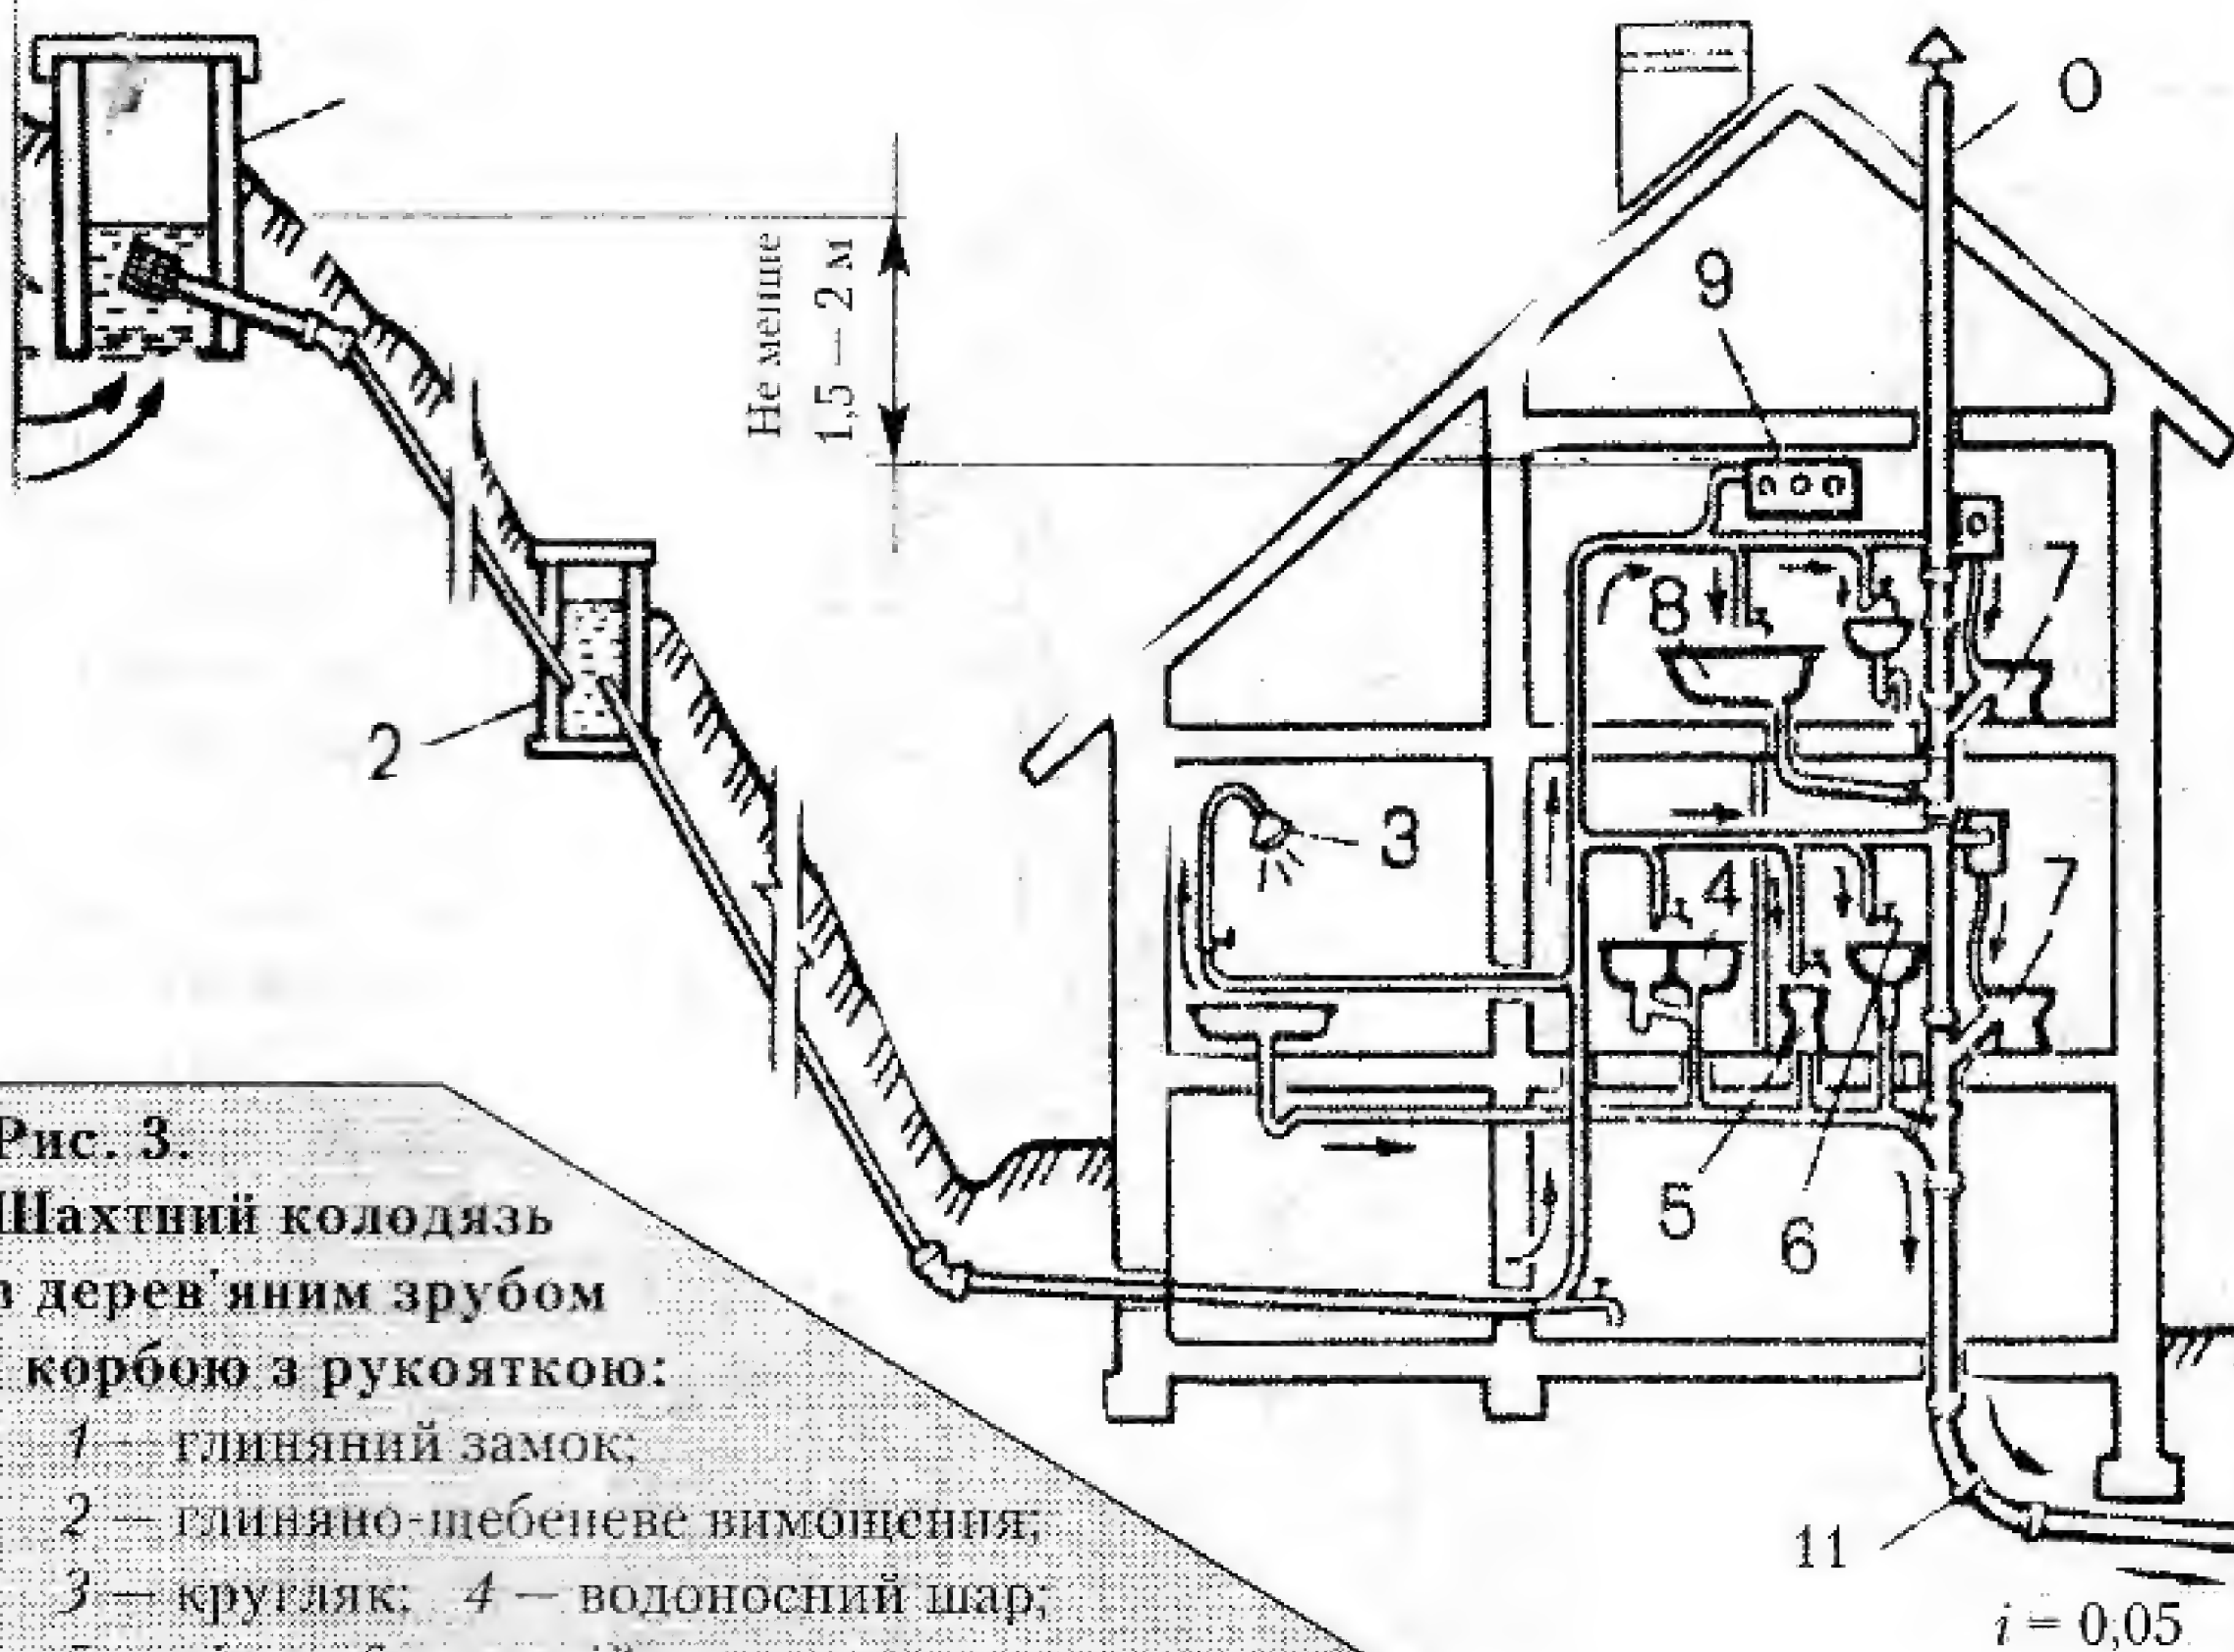 О
9
Не менше
1,5 — 2 м
7
8
2
3
4
7
5
6
Рис. 3.
Шахтний колодязь
з дерев'яним зрубом
корбою з рукояткою:
1 — глиняний замок;
2 — глиняно-щебеневе вимощення;
3 — кругляк; 4 — водоносний шар;
11
i = 0,05